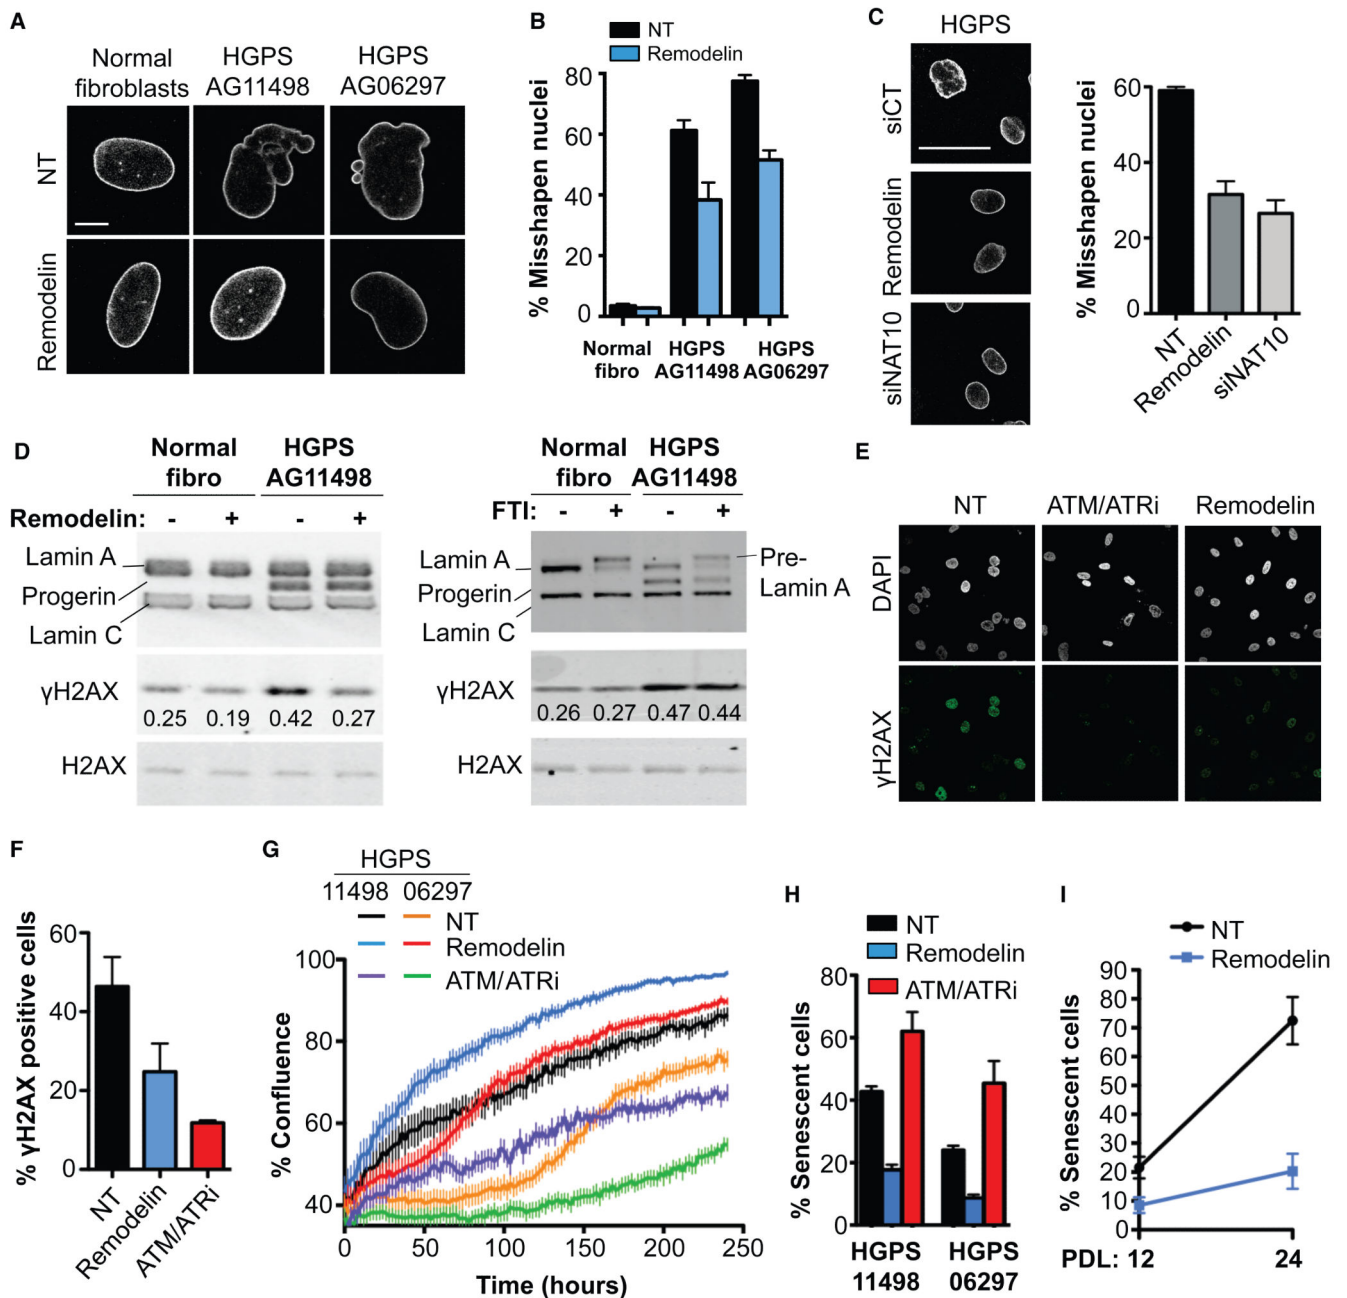 A
Normal fibroblasts
HGPS AG11498
HGPS AG06297
NT
Remodelin
B
NT
Remodelin
% Misshapen nuclei
80
60
40
20
0
Normal fibro
HGPS AG11498
HGPS AG06297
C
HGPS
siCT
Remodelin
siNAT10
% Misshapen nuclei
60
40
20
0
NT
Remodelin
siNAT10
D
Normal fibro
HGPS AG11498
Remodelin: - + - +
Lamin A
Progerin
Lamin C
γH2AX
0.25 0.19 0.42 0.27
H2AX
Normal fibro
HGPS AG11498
FTI: - + - +
Lamin A
Progerin
Lamin C
Pre-
Lamin A
γH2AX
0.26 0.27 0.47 0.44
H2AX
E
NT
ATM/ATRi
Remodelin
DAPI
γH2AX
F
% γH2AX positive cells
60
40
20
0
NT
Remodelin
ATM/ATRi
G
HGPS
11498 06297
NT
Remodelin
ATM/ATRi
% Confluence
100
80
60
40
0 50 100 150 200 250
Time (hours)
H
NT
Remodelin
ATM/ATRi
% Senescent cells
80
60
40
20
0
HGPS 11498
HGPS 06297
I
NT
Remodelin
% Senescent cells
90
80
70
60
50
40
30
20
10
0
PDL: 12 24